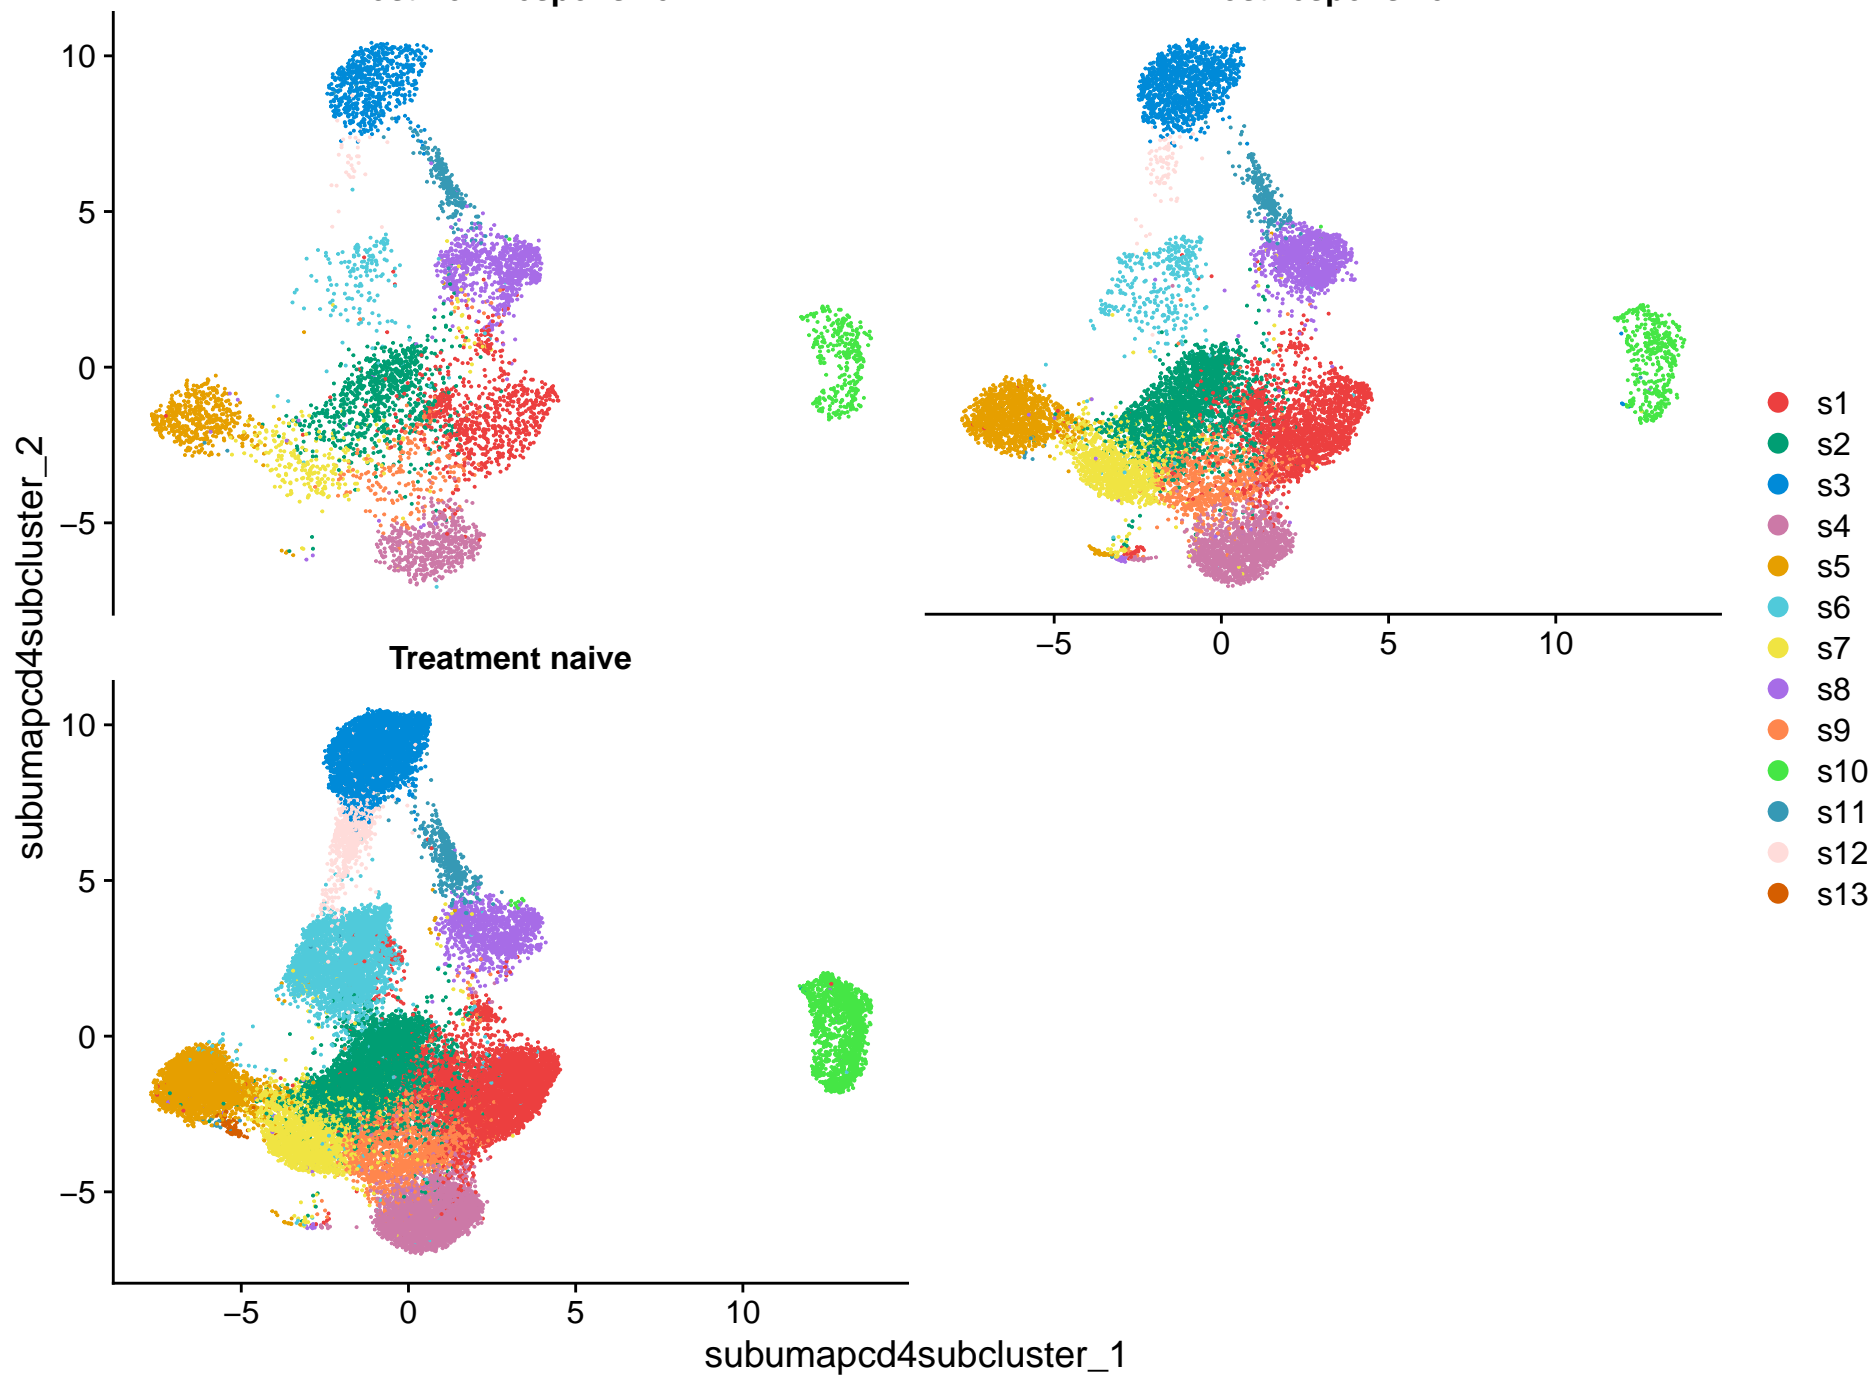 10
5
0
−5
−5
0
5
10
Treatment naive
10
5
0
−5
−5
0
5
10
subumapcd4subcluster_2
subumapcd4subcluster_1
s1
s2
s3
s4
s5
s6
s7
s8
s9
s10
s11
s12
s13